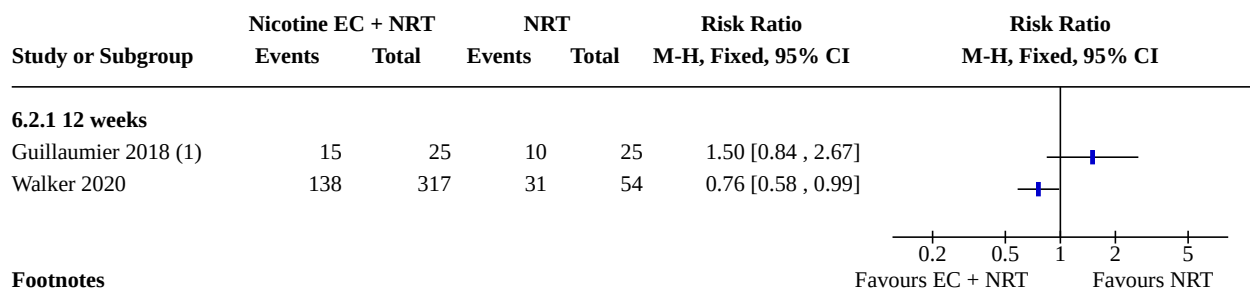 Nicotine EC + NRT NRT Risk Ratio Risk Ratio
Study or Subgroup Events Total Events Total M-H, Fixed, 95% CI M-H, Fixed, 95% CI
6.2.1 12 weeks
Guillaumier 2018 (1) 15 25 10 25 1.50 [0.84 , 2.67]
Walker 2020 138 317 31 54 0.76 [0.58 , 0.99]
0.2 0.5 1 2 5
Footnotes Favours EC + NRT Favours NRT